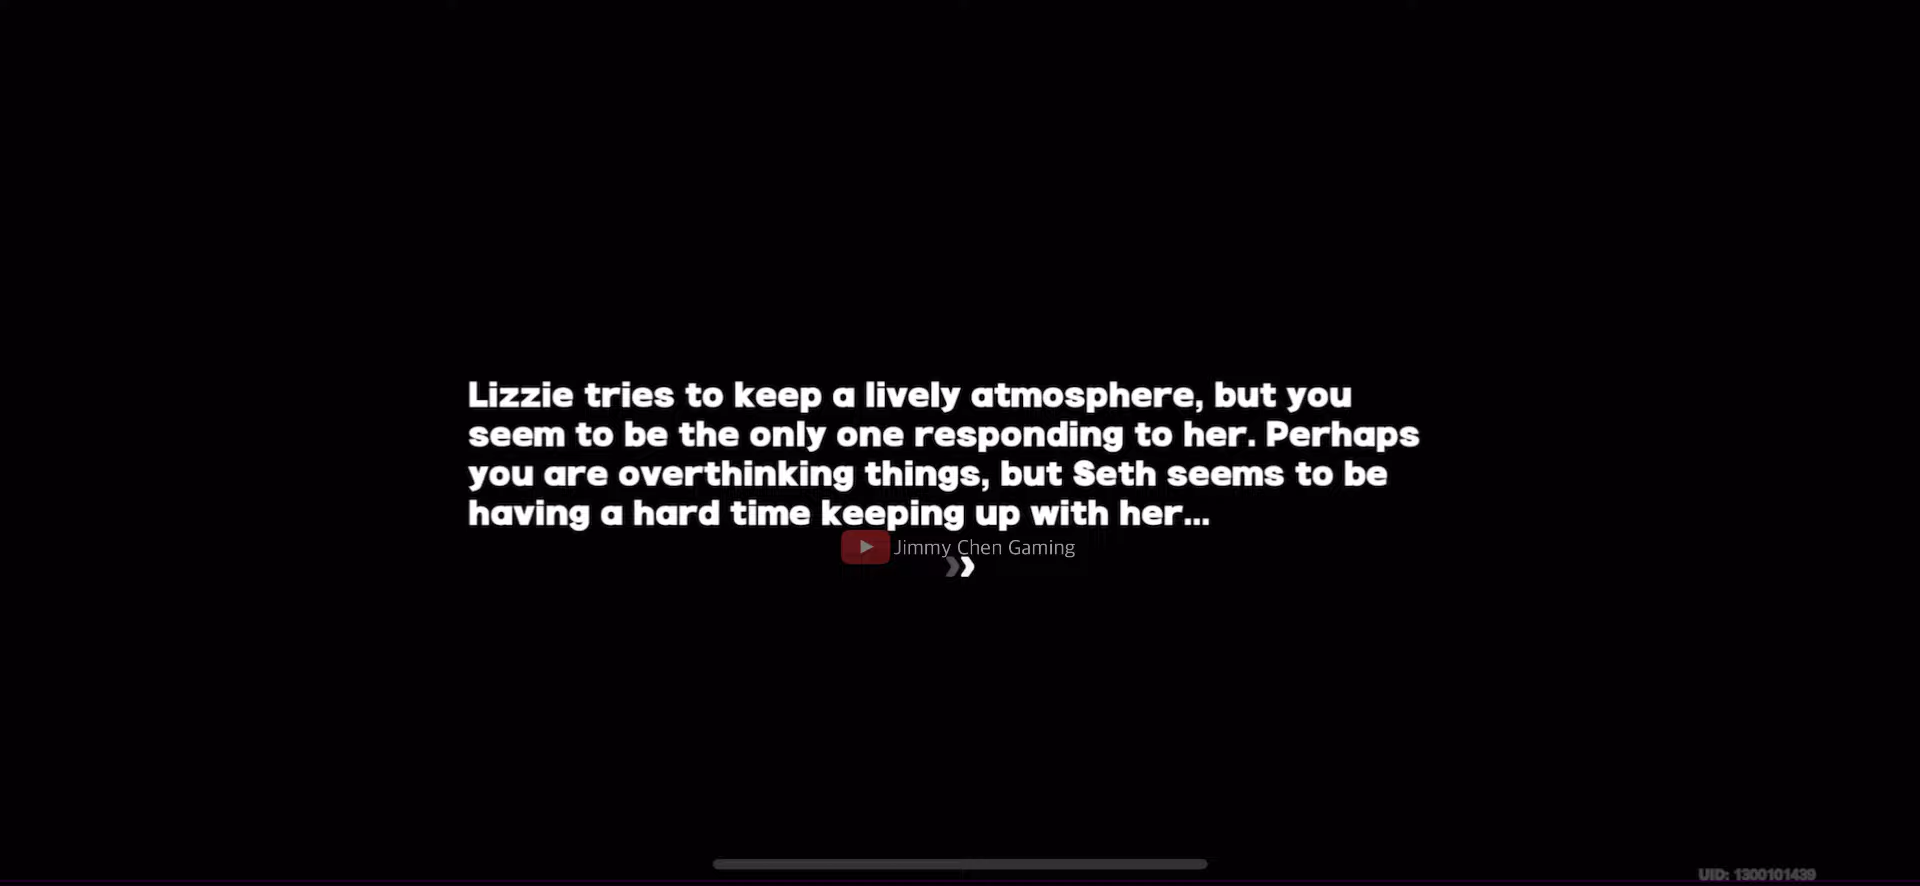 Lizzie tries to keep a lively atmosphere, but you
seem to be the only one responding to her. Perhaps
you are overthinking things, but Seth seems to be
having a hard time keeping up with her...
Jimmy Chen Gaming
UID: 1300101439